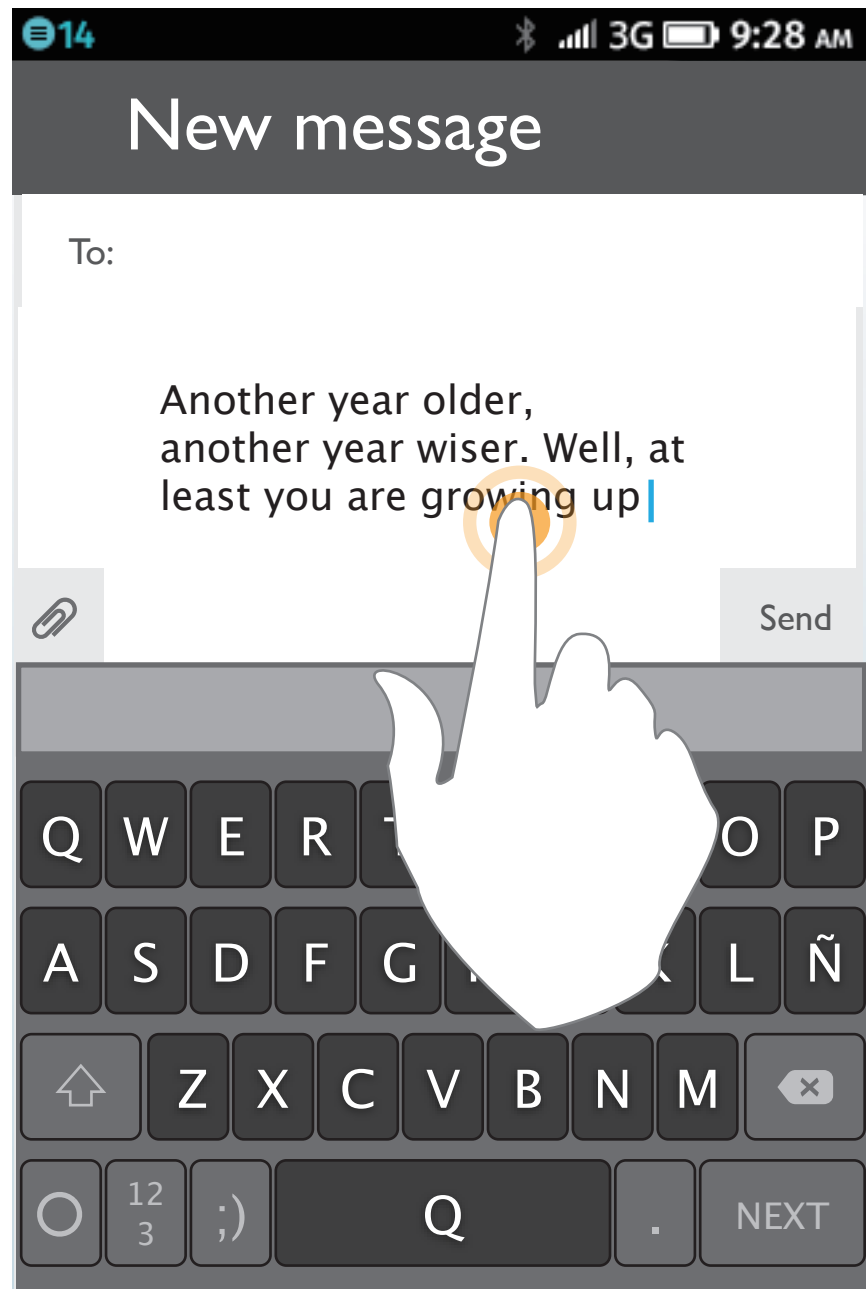 14 3G 9:28 AM
New message
To:
Another year older,
another year wiser. Well, at
least you are growing up
Send
Q W E R T O P
A S D F G L Ñ
Z X C V B N M
12
3
;) Q . NEXT